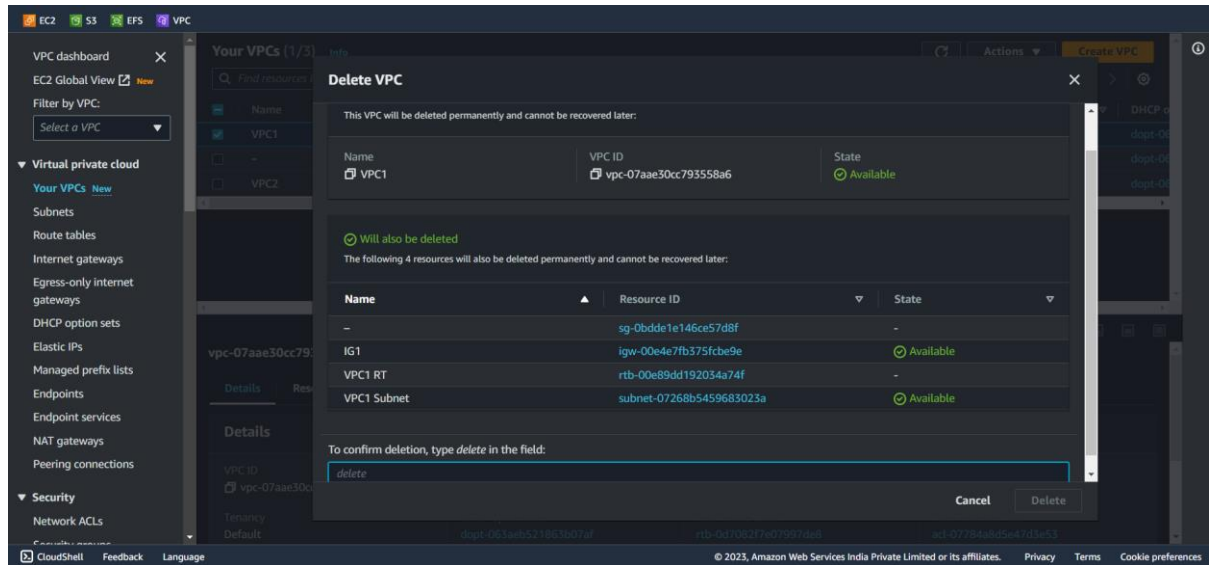 EC2 S3 EFS VPC
VPC dashboard
EC2 Global View New
Filter by VPC:
Select a VPC
Virtual private cloud
Your VPCs New
Subnets
Route tables
Internet gateways
Egress-only internet
gateways
DHCP option sets
Elastic IPs
Managed prefix lists
Endpoints
Endpoint services
NAT gateways
Peering connections
Security
Network ACLs
Security groups
Your VPCs (1/3) Info
Actions Create VPC
Find resources
Name DHCP o
VPC1
–
VPC2
Delete VPC
This VPC will be deleted permanently and cannot be recovered later:
Name VPC ID State
VPC1 vpc-07aae30cc793558a6 Available
Will also be deleted
The following 4 resources will also be deleted permanently and cannot be recovered later:
Name Resource ID State
– sg-0bdde1e146ce57d8f -
IG1 igw-00e4e7fb375fcbe9e Available
VPC1 RT rtb-00e89dd192034a74f -
VPC1 Subnet subnet-07268b5459683023a Available
To confirm deletion, type delete in the field:
delete
Cancel Delete
vpc-07aae30cc79
Details Res
Details
VPC ID
vpc-07aae30c
Tenancy
Default dopt-063aeb521863b07af rtb-0d7082f7e07997de6 acl-07784a8d5e47d3e53
CloudShell Feedback Language
© 2023, Amazon Web Services India Private Limited or its affiliates. Privacy Terms Cookie preferences